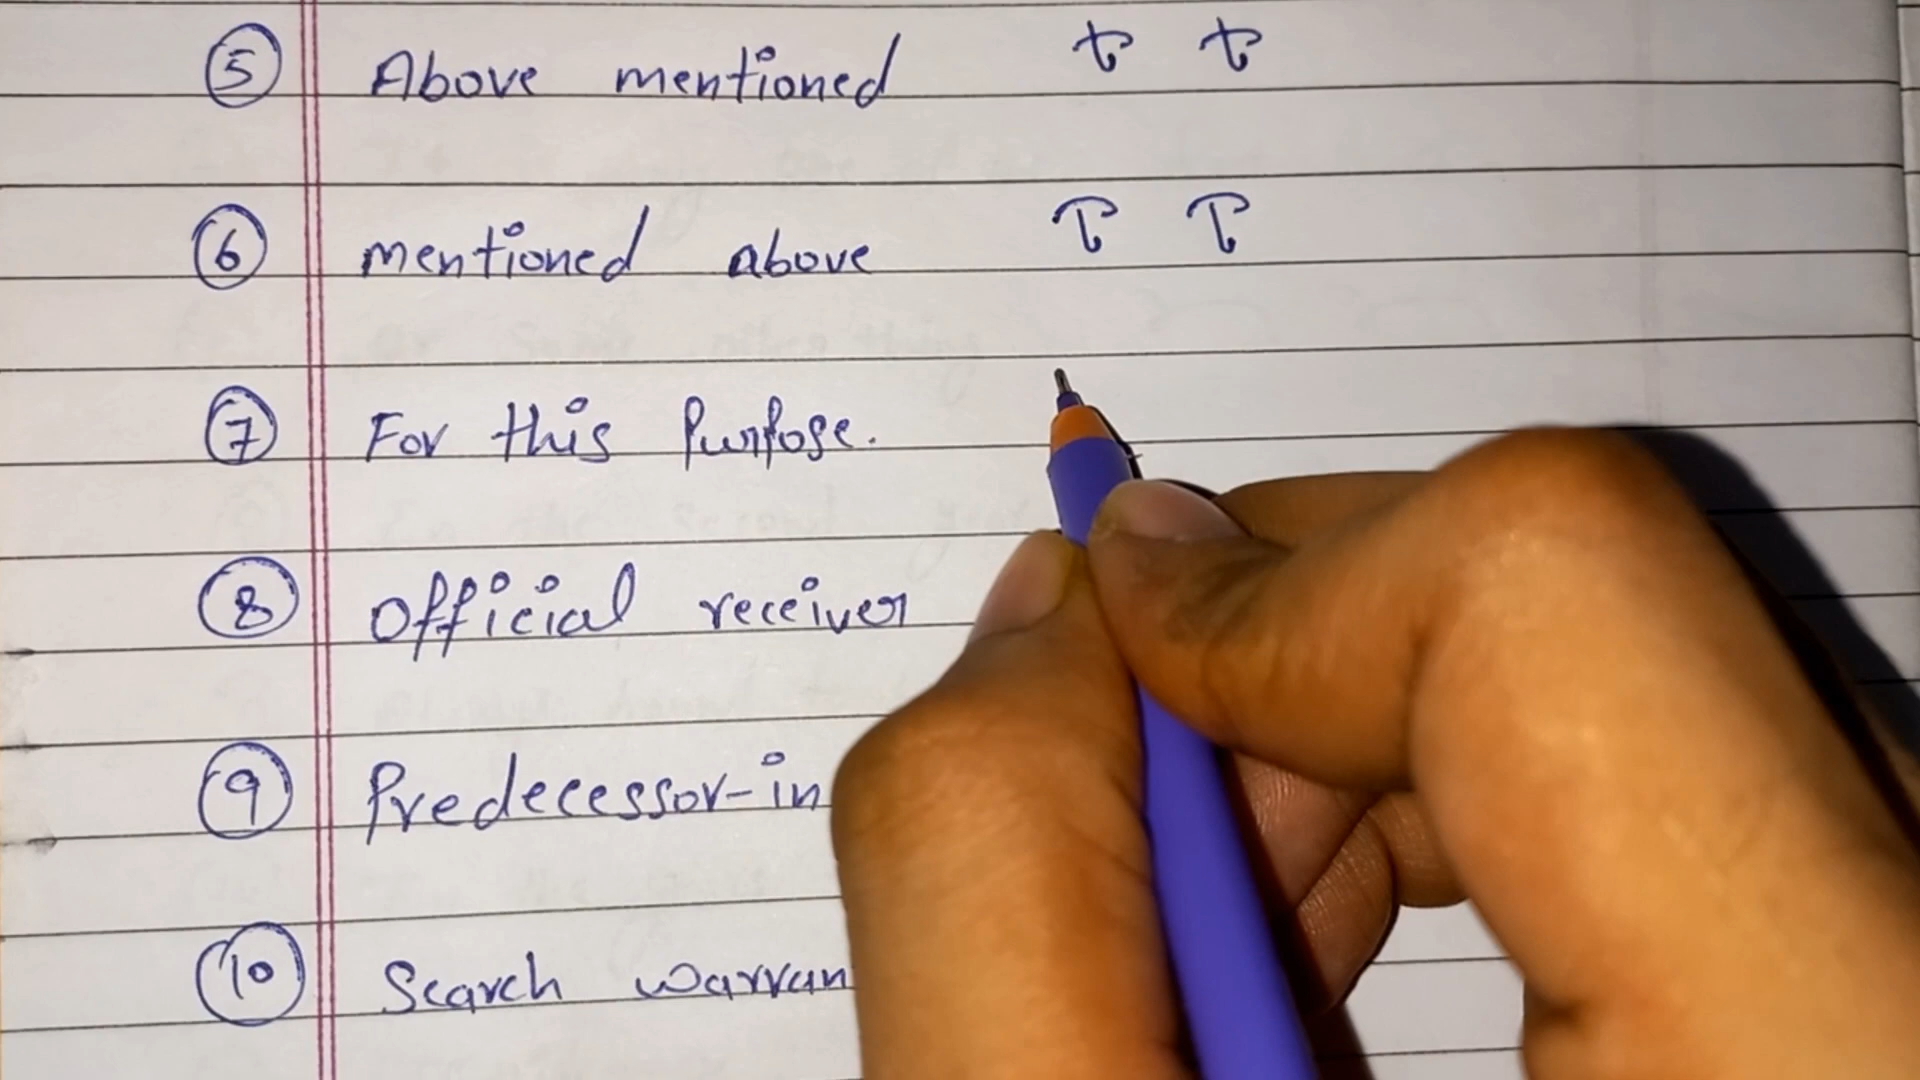 5 Above mentioned
6 mentioned above
7 For this Purpose.
8 Official receiver
9 Predecessor-in
10 Search warran